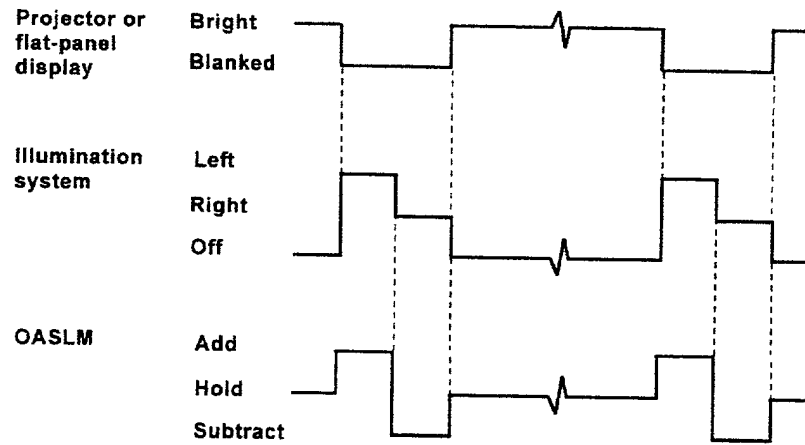 Projector or
flat-panel
display
Bright
Blanked
Illumination
system
Left
Right
Off
OASLM
Add
Hold
Subtract